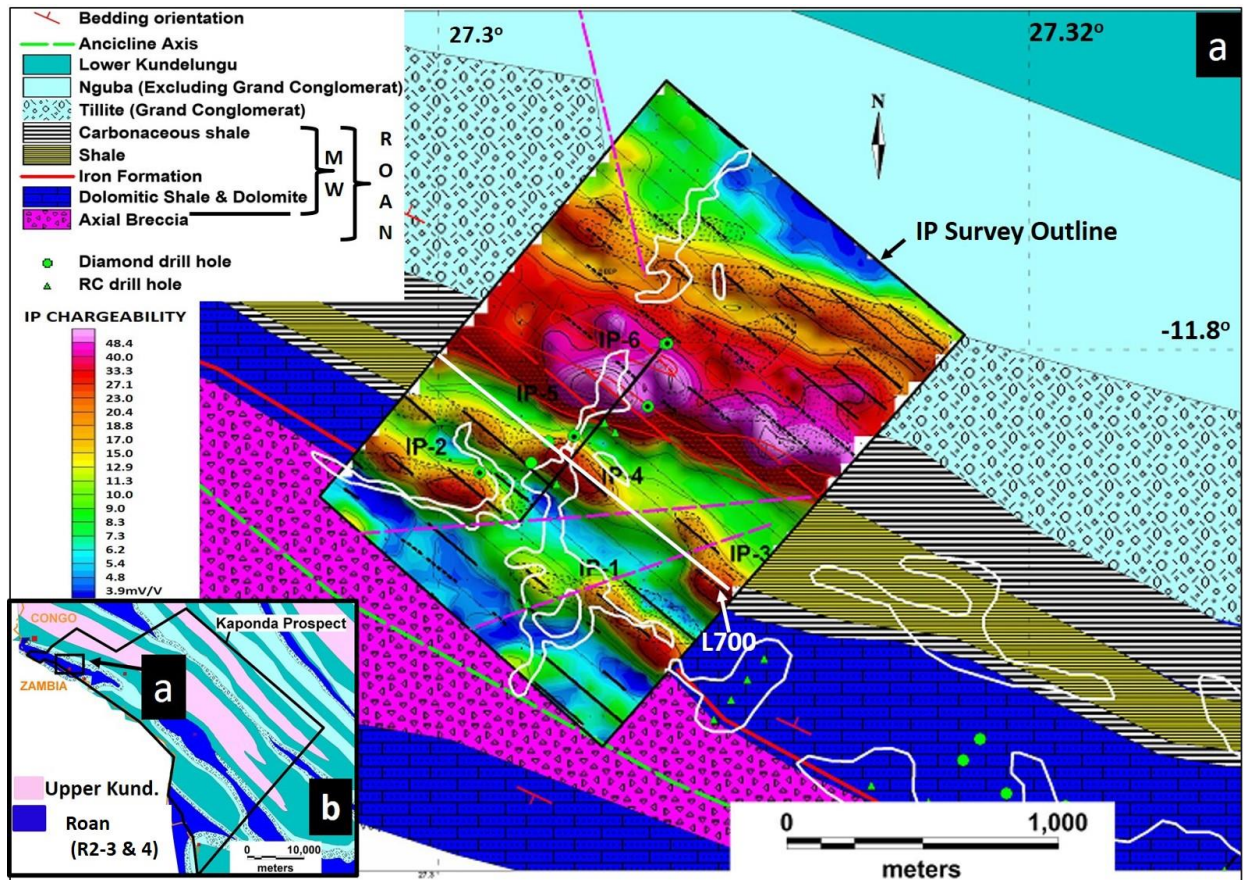 Bedding orientation
Ancicline Axis
Lower Kundelungu
Nguba (Excluding Grand Conglomerat)
Tillite (Grand Conglomerat)
Carbonaceous shale
Shale
Iron Formation
Dolomitic Shale & Dolomite
Axial Breccia
M
W
R
O
A
N
Diamond drill hole
RC drill hole
IP CHARGEABILITY
48.4
40.0
33.3
27.1
23.0
20.4
18.8
17.0
15.0
12.9
11.3
10.0
9.0
8.3
7.3
6.2
5.4
4.8
3.9mV/V
27.3°
27.32°
a
N
IP Survey Outline
-11.8°
IP-6
IP-5
IP-2
IP-4
IP-3
IP-1
L700
CONGO
Kaponda Prospect
ZAMBIA
a
Upper Kund.
Roan
(R2-3 & 4)
b
0 10,000
meters
27.3
0 1,000
meters